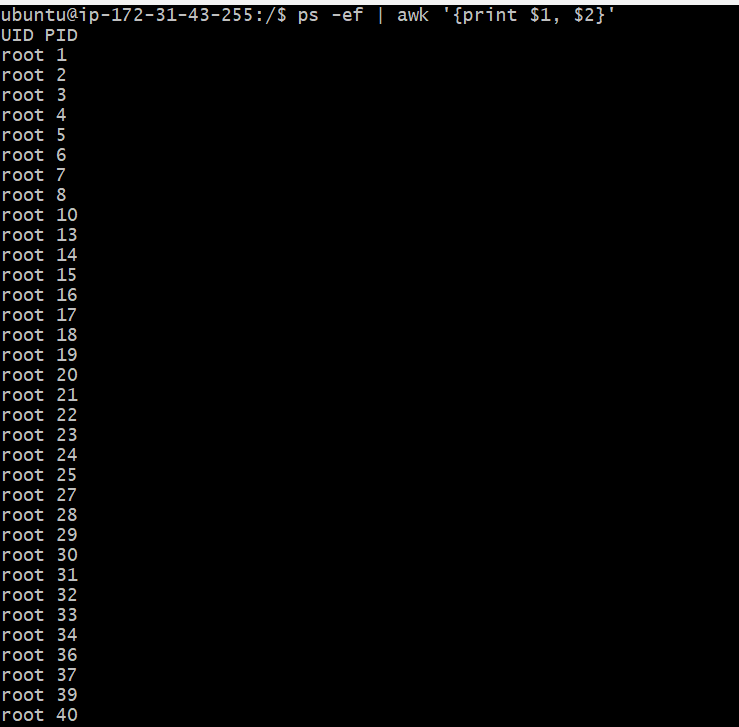 ubuntu@ip-172-31-43-255:/$ ps -ef | awk '{print $1, $2}'
UID PID
root 1
root 2
root 3
root 4
root 5
root 6
root 7
root 8
root 10
root 13
root 14
root 15
root 16
root 17
root 18
root 19
root 20
root 21
root 22
root 23
root 24
root 25
root 27
root 28
root 29
root 30
root 31
root 32
root 33
root 34
root 36
root 37
root 39
root 40